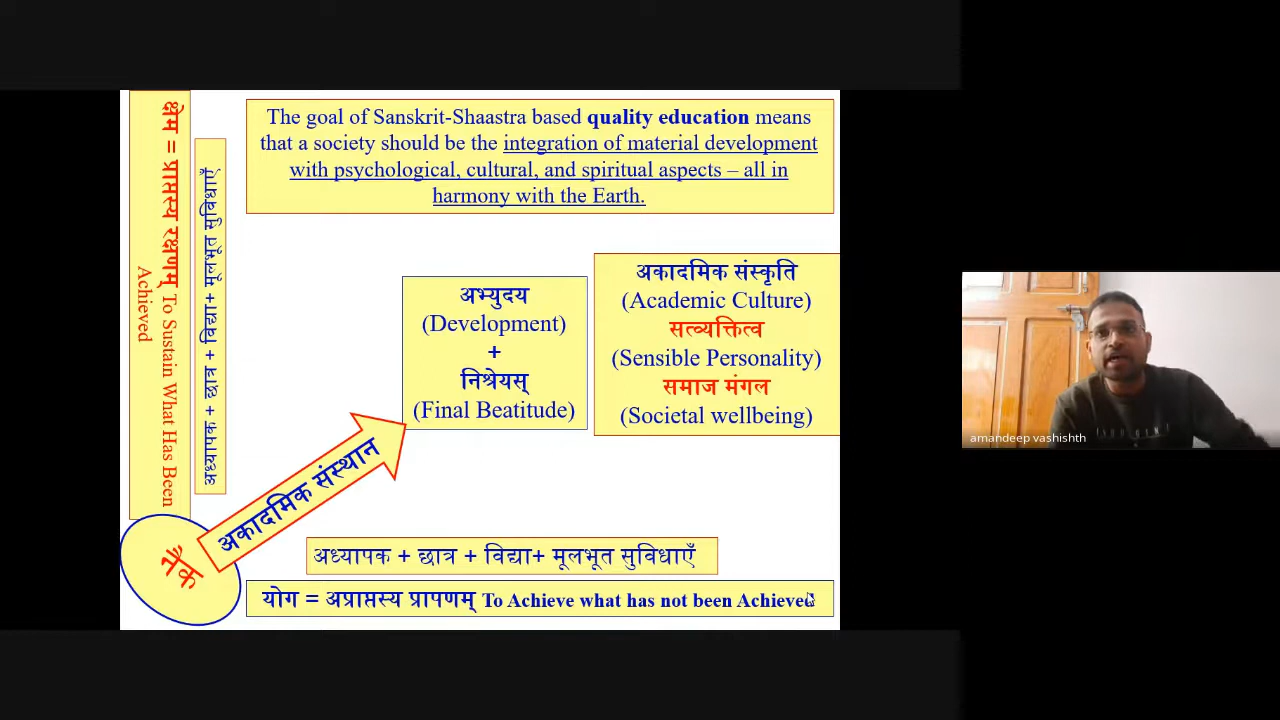 The goal of Sanskrit-Shaastra based quality education means
that a society should be the integration of material development
with psychological, cultural, and spiritual aspects – all in
harmony with the Earth.
क्षेम = प्राप्तस्य रक्षणम् To Sustain What Has Been
Achieved
अध्यापक + छात्र + विद्या+ मूलभूत सुविधाएँ
अभ्युदय
(Development)
+
निश्रेयस्
(Final Beatitude)
अकादमिक संस्कृति
(Academic Culture)
सत्व्यक्तित्व
(Sensible Personality)
समाज मंगल
(Societal wellbeing)
अकादमिक संस्थान
नैक
अध्यापक + छात्र + विद्या+ मूलभूत सुविधाएँ
योग = अप्राप्तस्य प्रापणम् To Achieve what has not been Achieved
amandeep vashishth